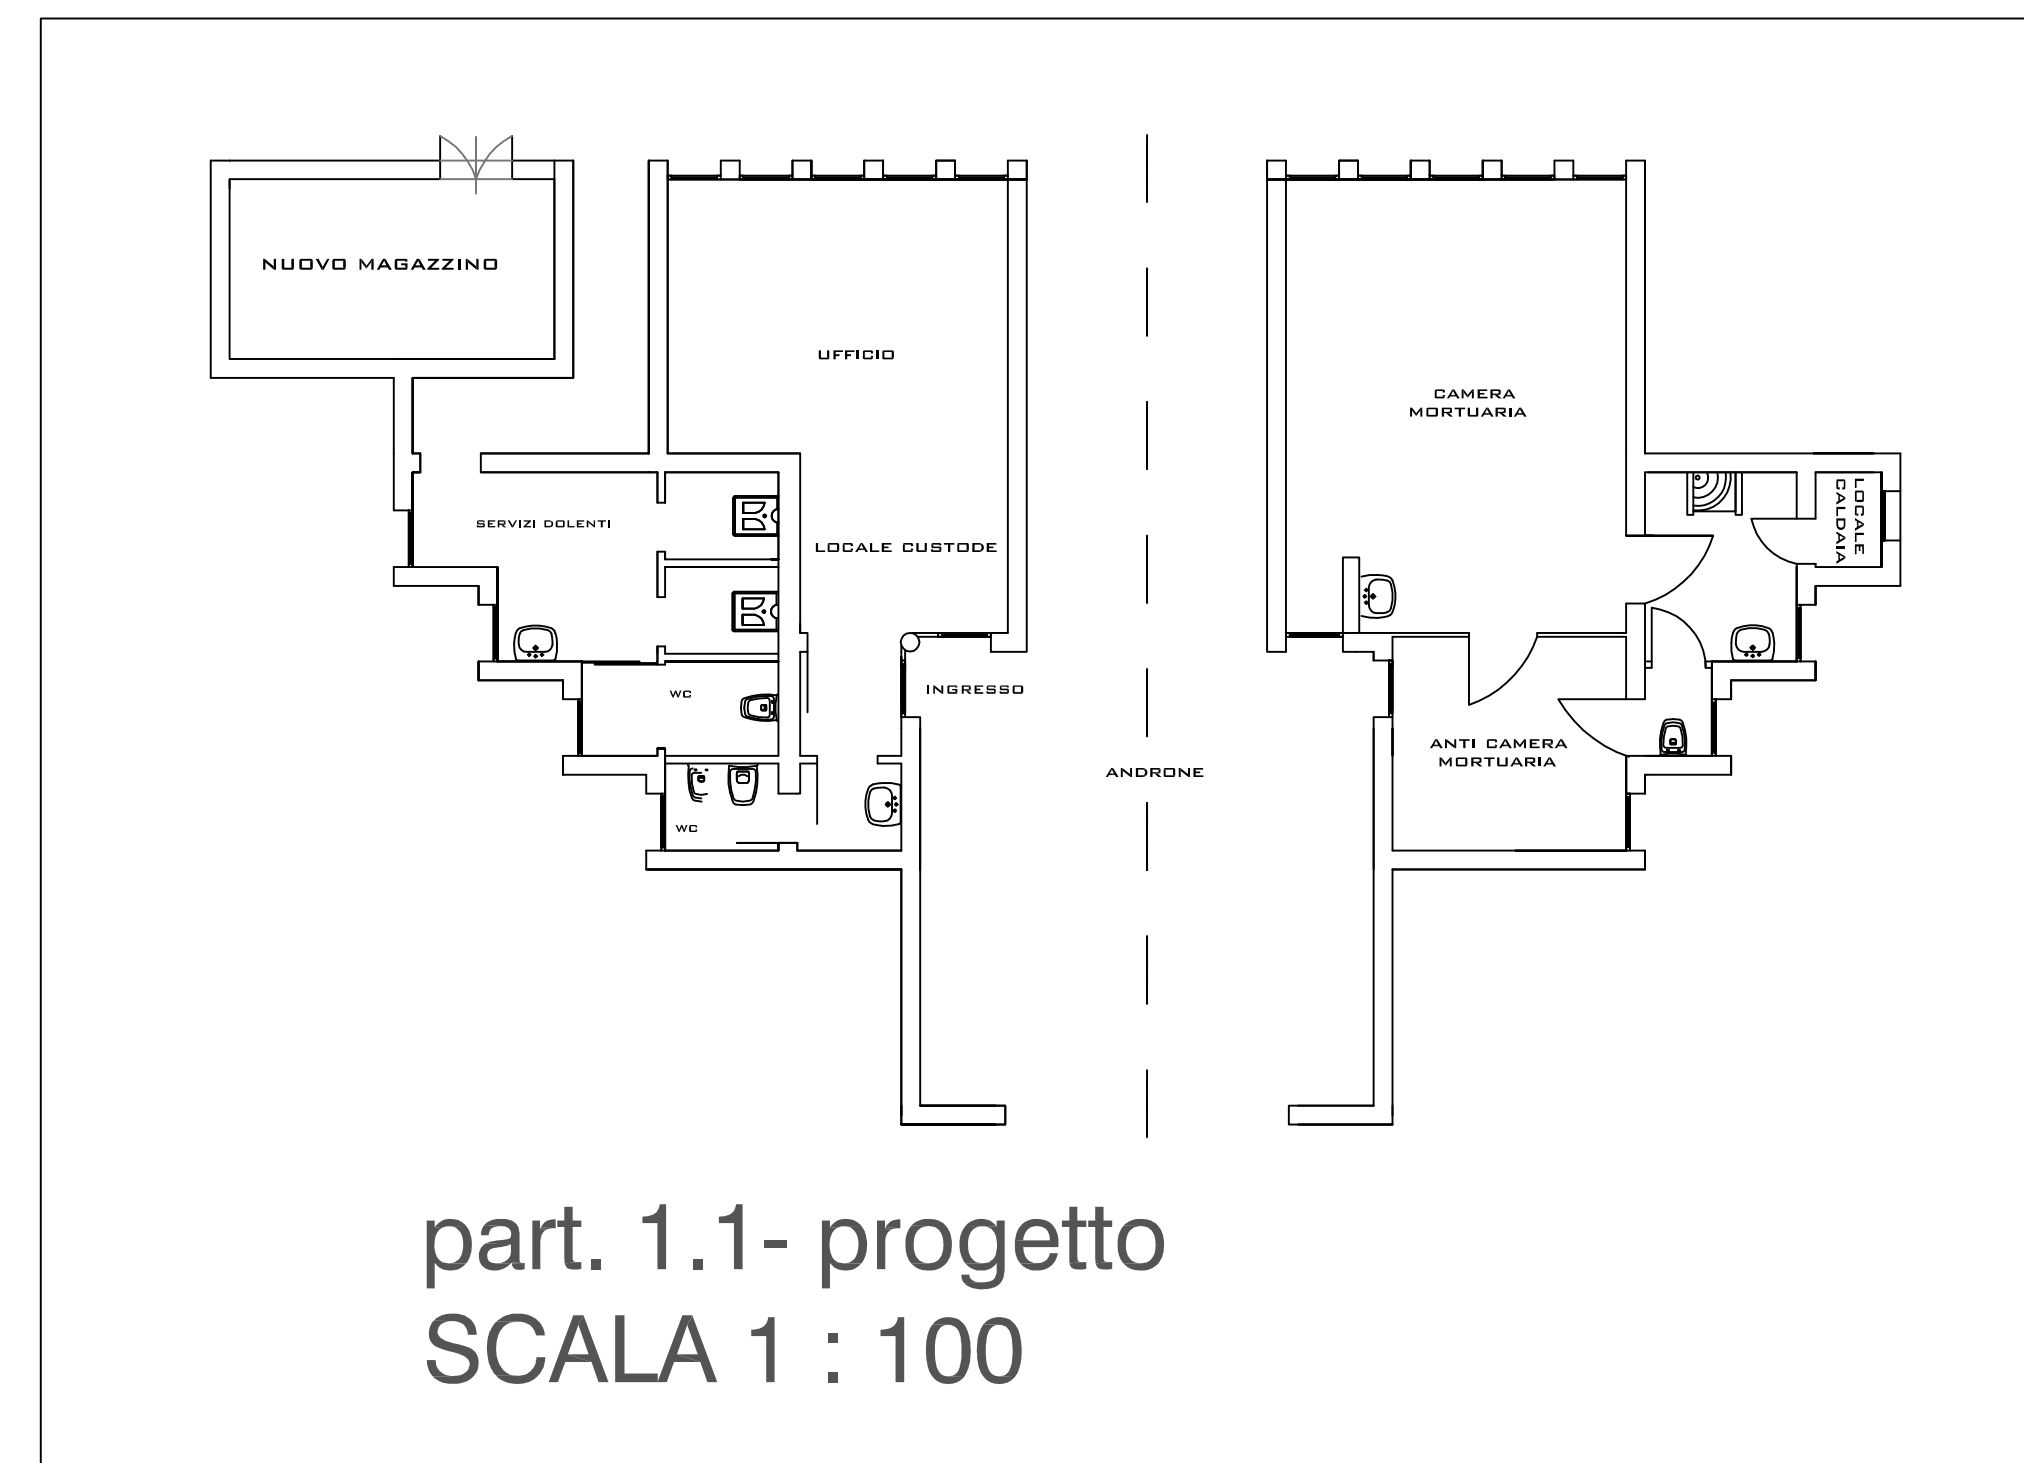 NUOVO MAGAZZINO
UFFICIO
CAMERA
MORTUARIA
SERVIZI DOLENTI
LOCALE CUSTODE
LOCALE
CALDAIA
WC
INGRESSO
ANTI CAMERA
MORTUARIA
ANDRONE
WC
part. 1.1- progetto
SCALA 1 : 100